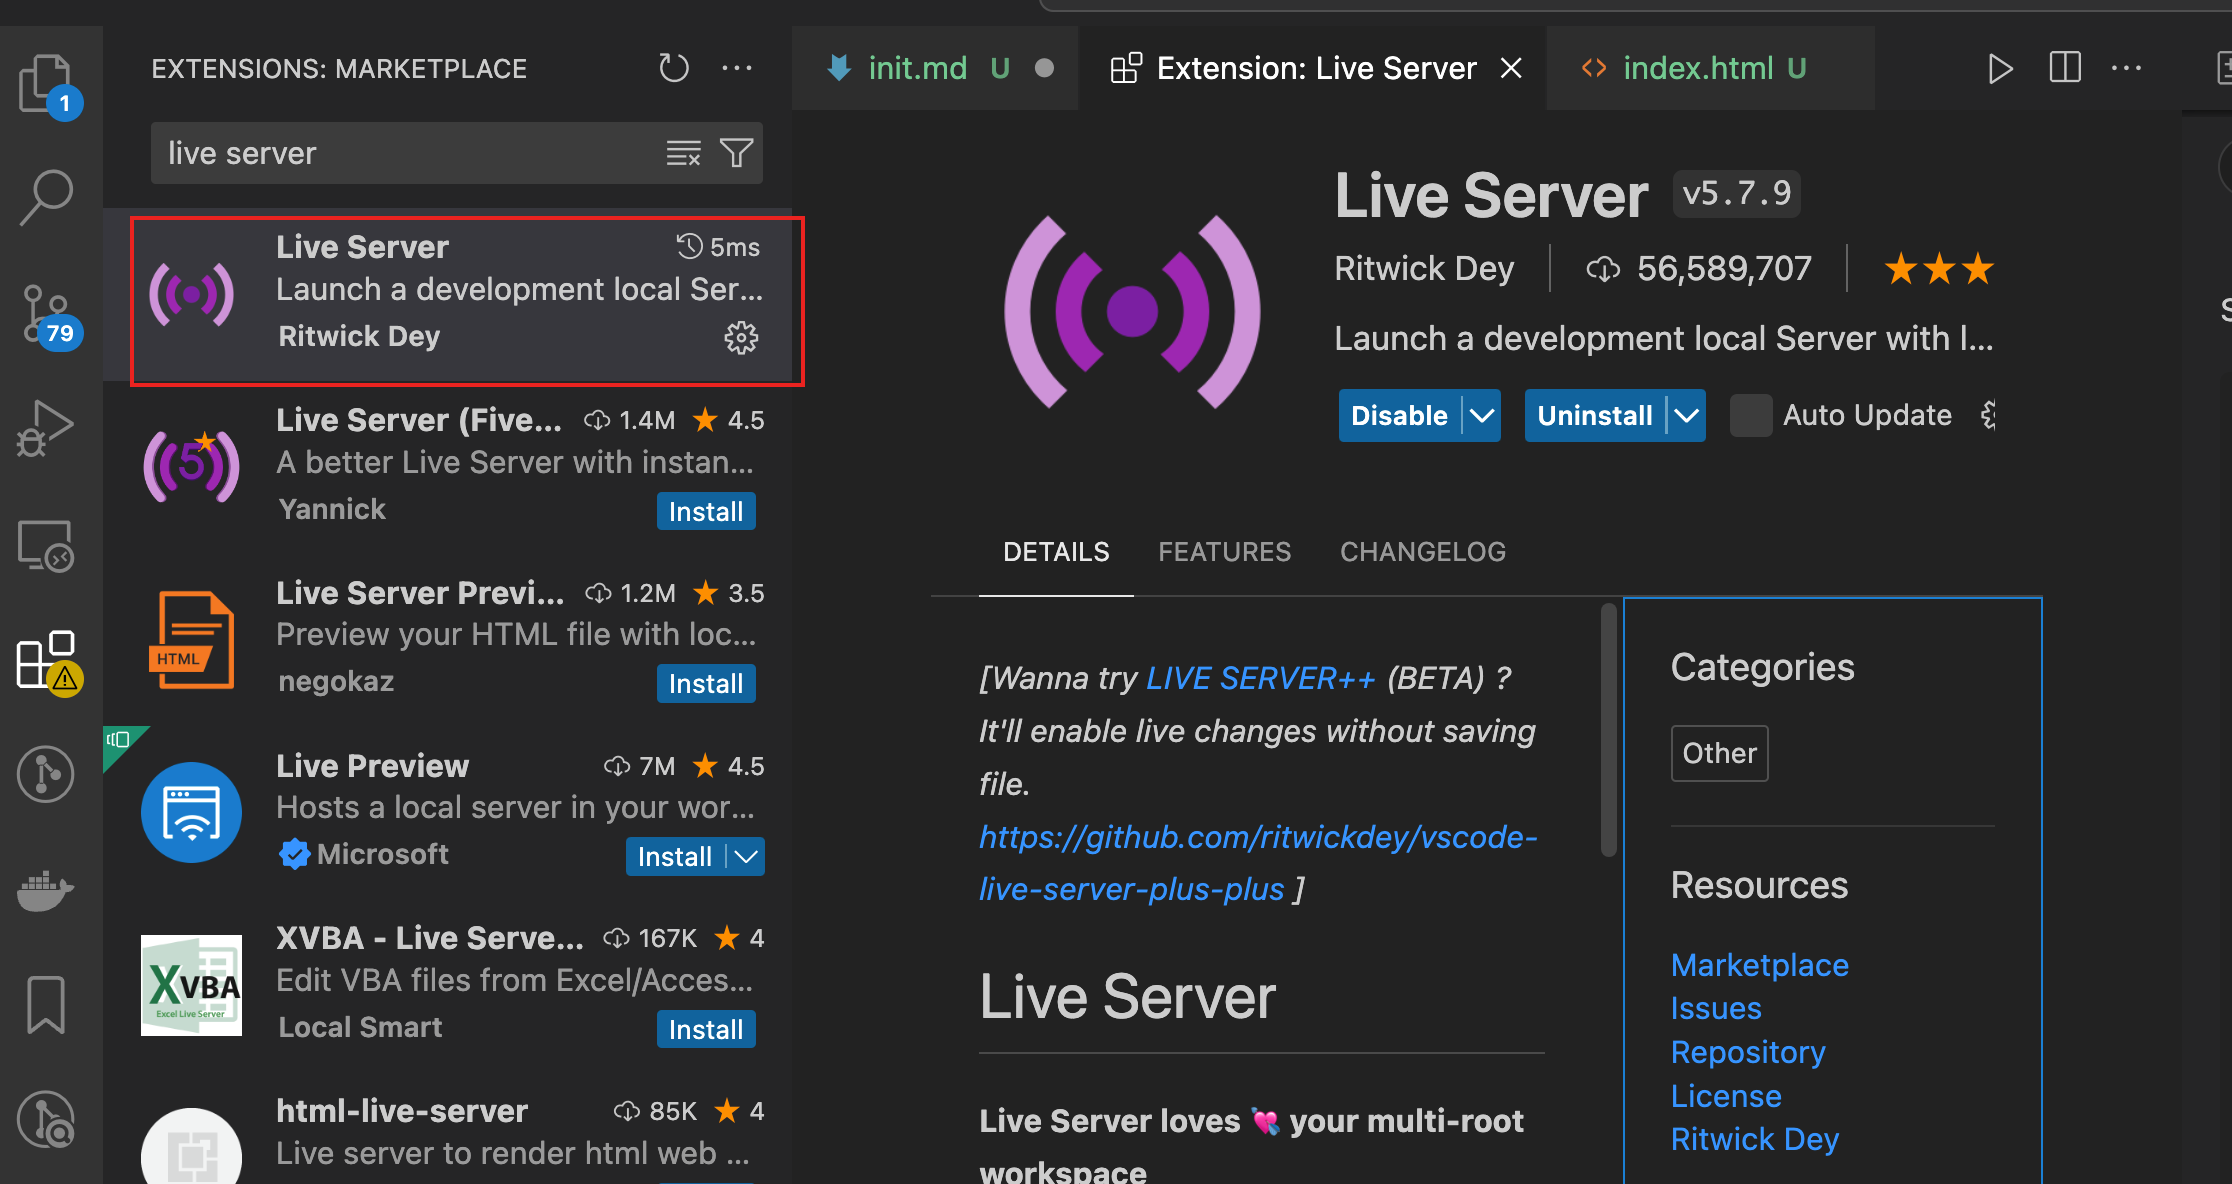 EXTENSIONS: MARKETPLACE
init.md U
Extension: Live Server
index.html U
1
live server
Live Server 5ms
Launch a development local Ser...
Ritwick Dey
Live Server (Five... 1.4M 4.5
A better Live Server with instan...
Yannick Install
Live Server Previ... 1.2M 3.5
Preview your HTML file with loc...
negokaz Install
HTML
Live Preview 7M 4.5
Hosts a local server in your wor...
Microsoft Install
XVBA - Live Serve... 167K 4
Edit VBA files from Excel/Acces...
Local Smart Install
XVBA
Excel Live Server
html-live-server 85K 4
Live server to render html web ...
79
5
Live Server v5.7.9
Ritwick Dey 56,589,707
Launch a development local Server with l...
Disable Uninstall Auto Update
DETAILS FEATURES CHANGELOG
[Wanna try LIVE SERVER++ (BETA) ?
It'll enable live changes without saving
file.
https://github.com/ritwickdey/vscode-
live-server-plus-plus ]
Live Server
Live Server loves 💘 your multi-root
workspace
Categories
Other
Resources
Marketplace
Issues
Repository
License
Ritwick Dey